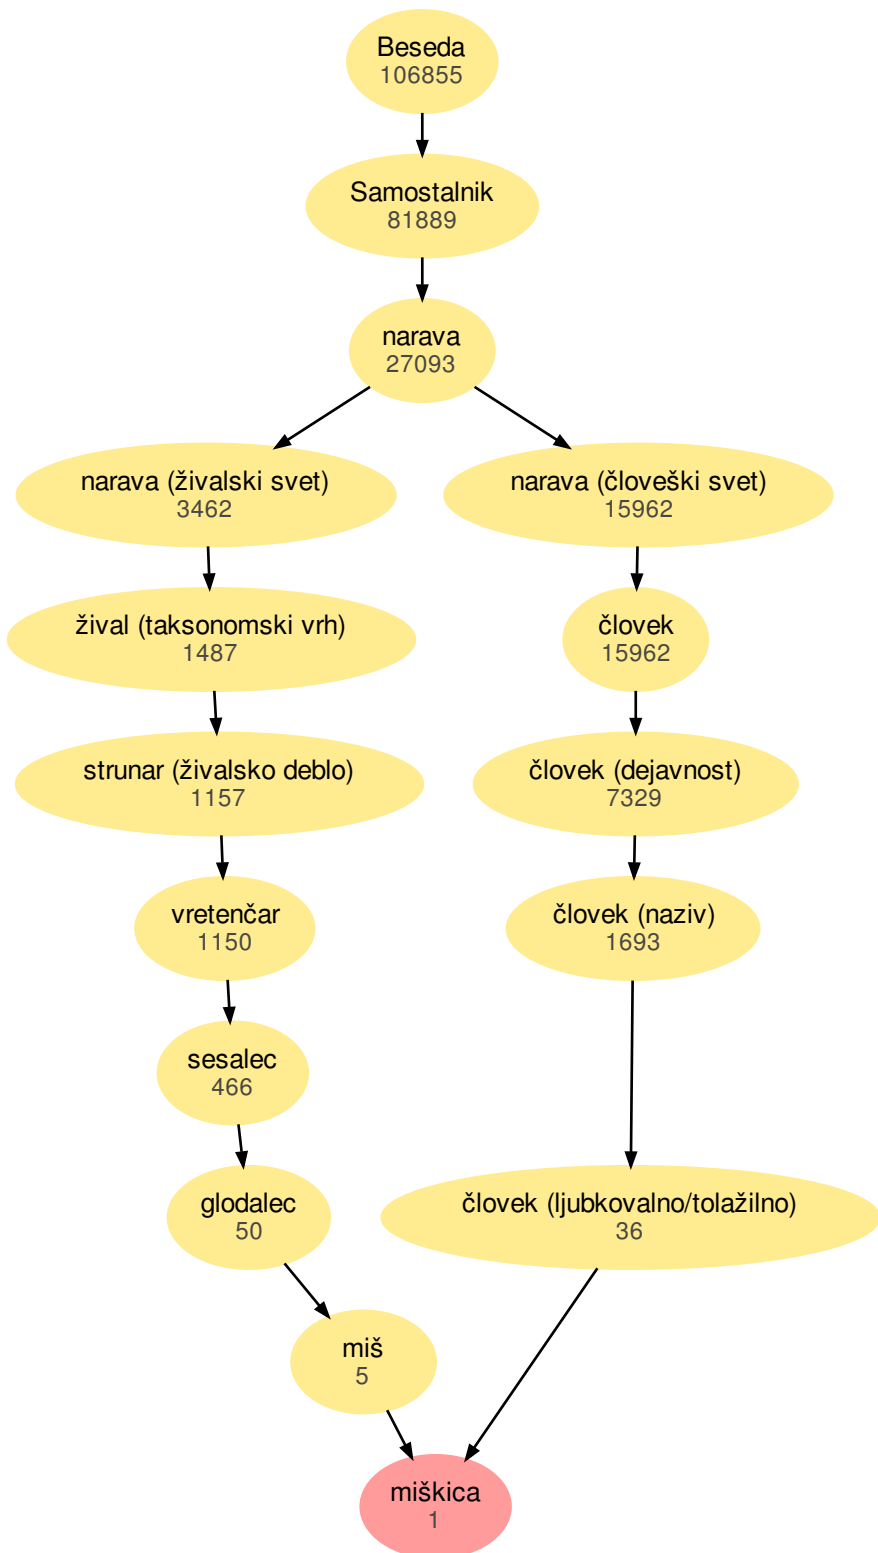 Beseda
106855
Samostalnik
81889
narava
27093
narava (živalski svet)
3462
narava (človeški svet)
15962
žival (taksonomski vrh)
1487
človek
15962
strunar (živalsko deblo)
1157
človek (dejavnost)
7329
vretenčar
1150
človek (naziv)
1693
sesalec
466
glodalec
50
človek (ljubkovalno/tolažilno)
36
miš
5
miškica
1